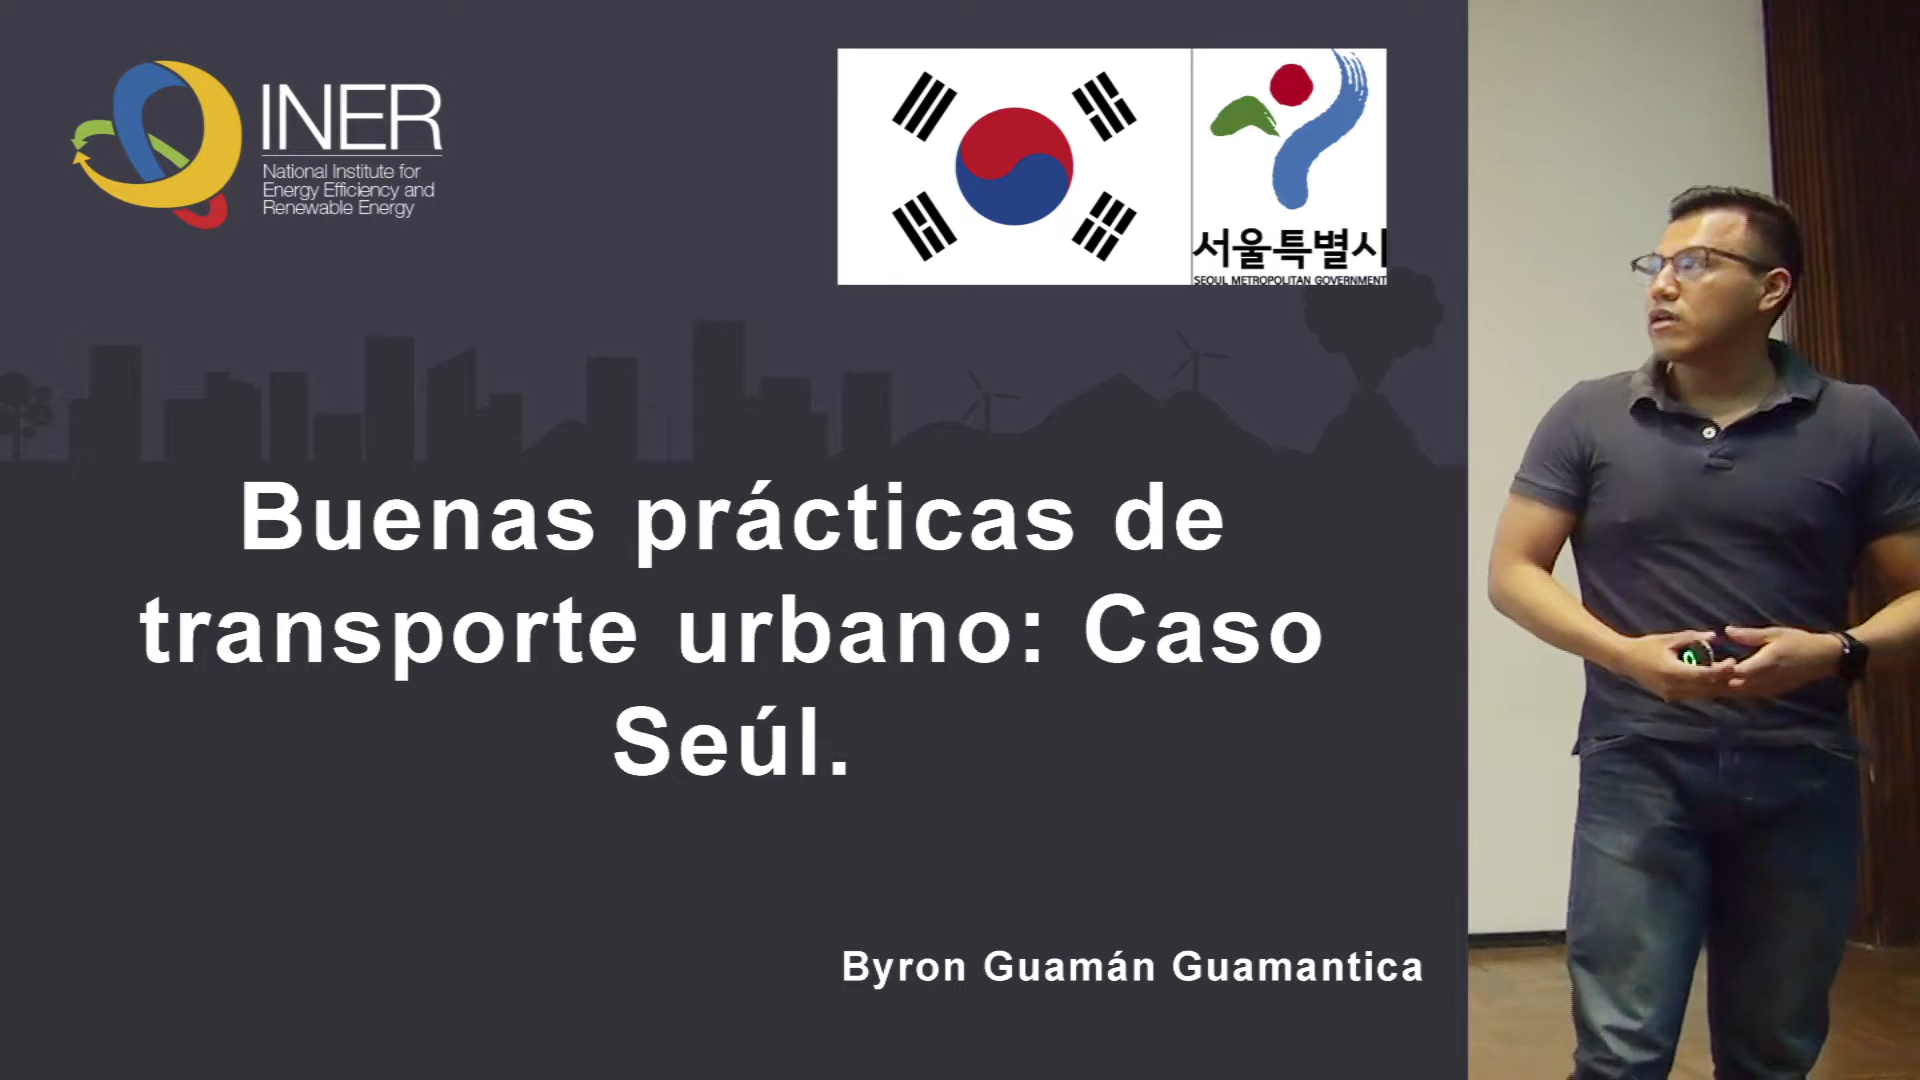 INER
National Institute for
Energy Efficiency and
Renewable Energy
서울특별시
SEOUL METROPOLITAN GOVERNMENT
Buenas prácticas de
transporte urbano: Caso
Seúl.
Byron Guamán Guamantica